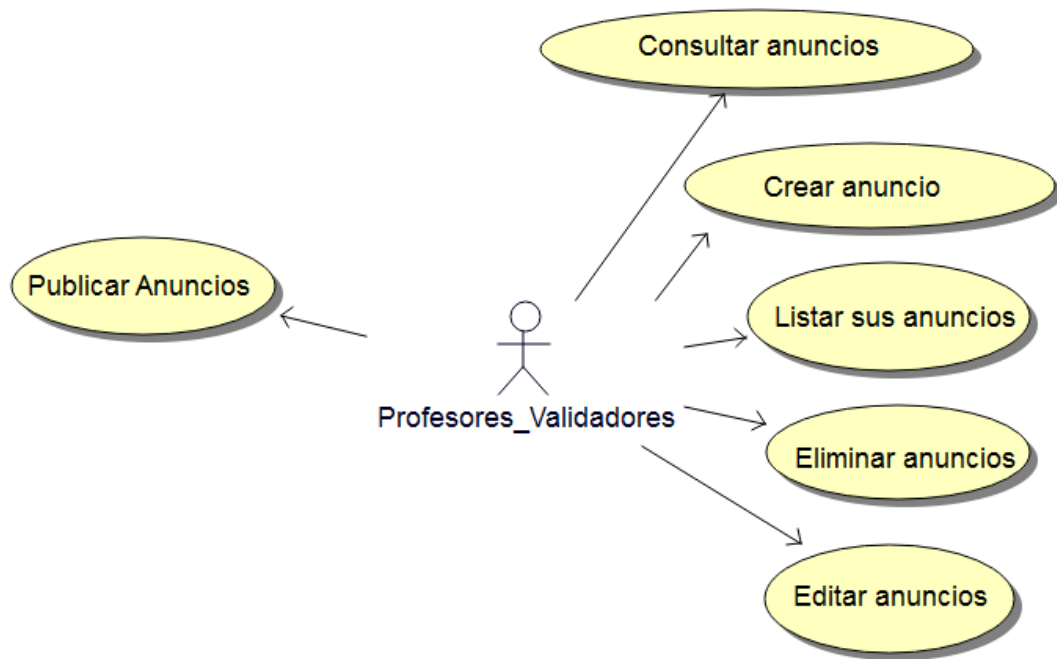 Consultar anuncios
Crear anuncio
Publicar Anuncios
Listar sus anuncios
Profesores_Validadores
Eliminar anuncios
Editar anuncios